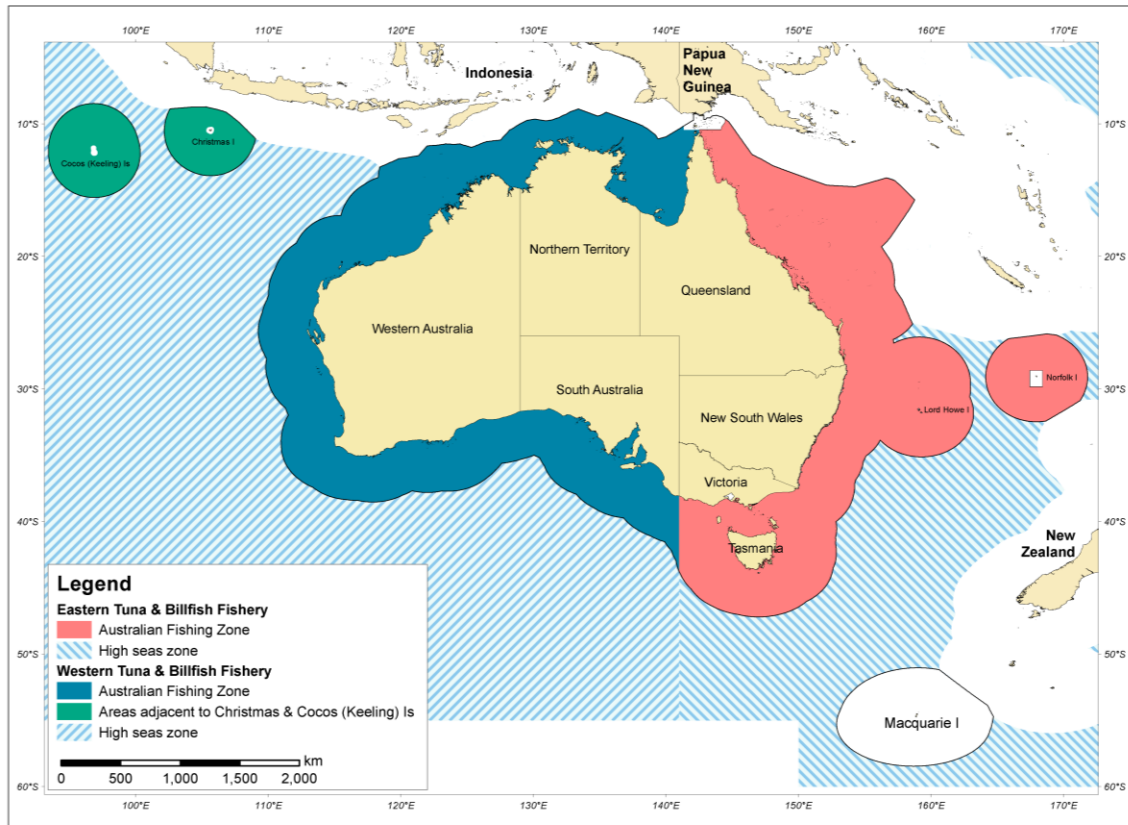 100°E 110°E 120°E 130°E 140°E 150°E 160°E 170°E
Indonesia
Papua
New
Guinea
10°S 10°S
Christmas I
Cocos (Keeling) Is
Northern Territory
20°S 20°S
Queensland
Western Australia
30°S 30°S
Norfolk I
South Australia
Lord Howe I
New South Wales
Victoria
40°S 40°S
New
Zealand
Tasmania
Legend
Eastern Tuna & Billfish Fishery
Australian Fishing Zone
High seas zone
Western Tuna & Billfish Fishery
Australian Fishing Zone
Areas adjacent to Christmas & Cocos (Keeling) Is
High seas zone
km
0 500 1,000 1,500 2,000
50°S 50°S
Macquarie I
60°S 60°S
100°E 110°E 120°E 130°E 140°E 150°E 160°E 170°E